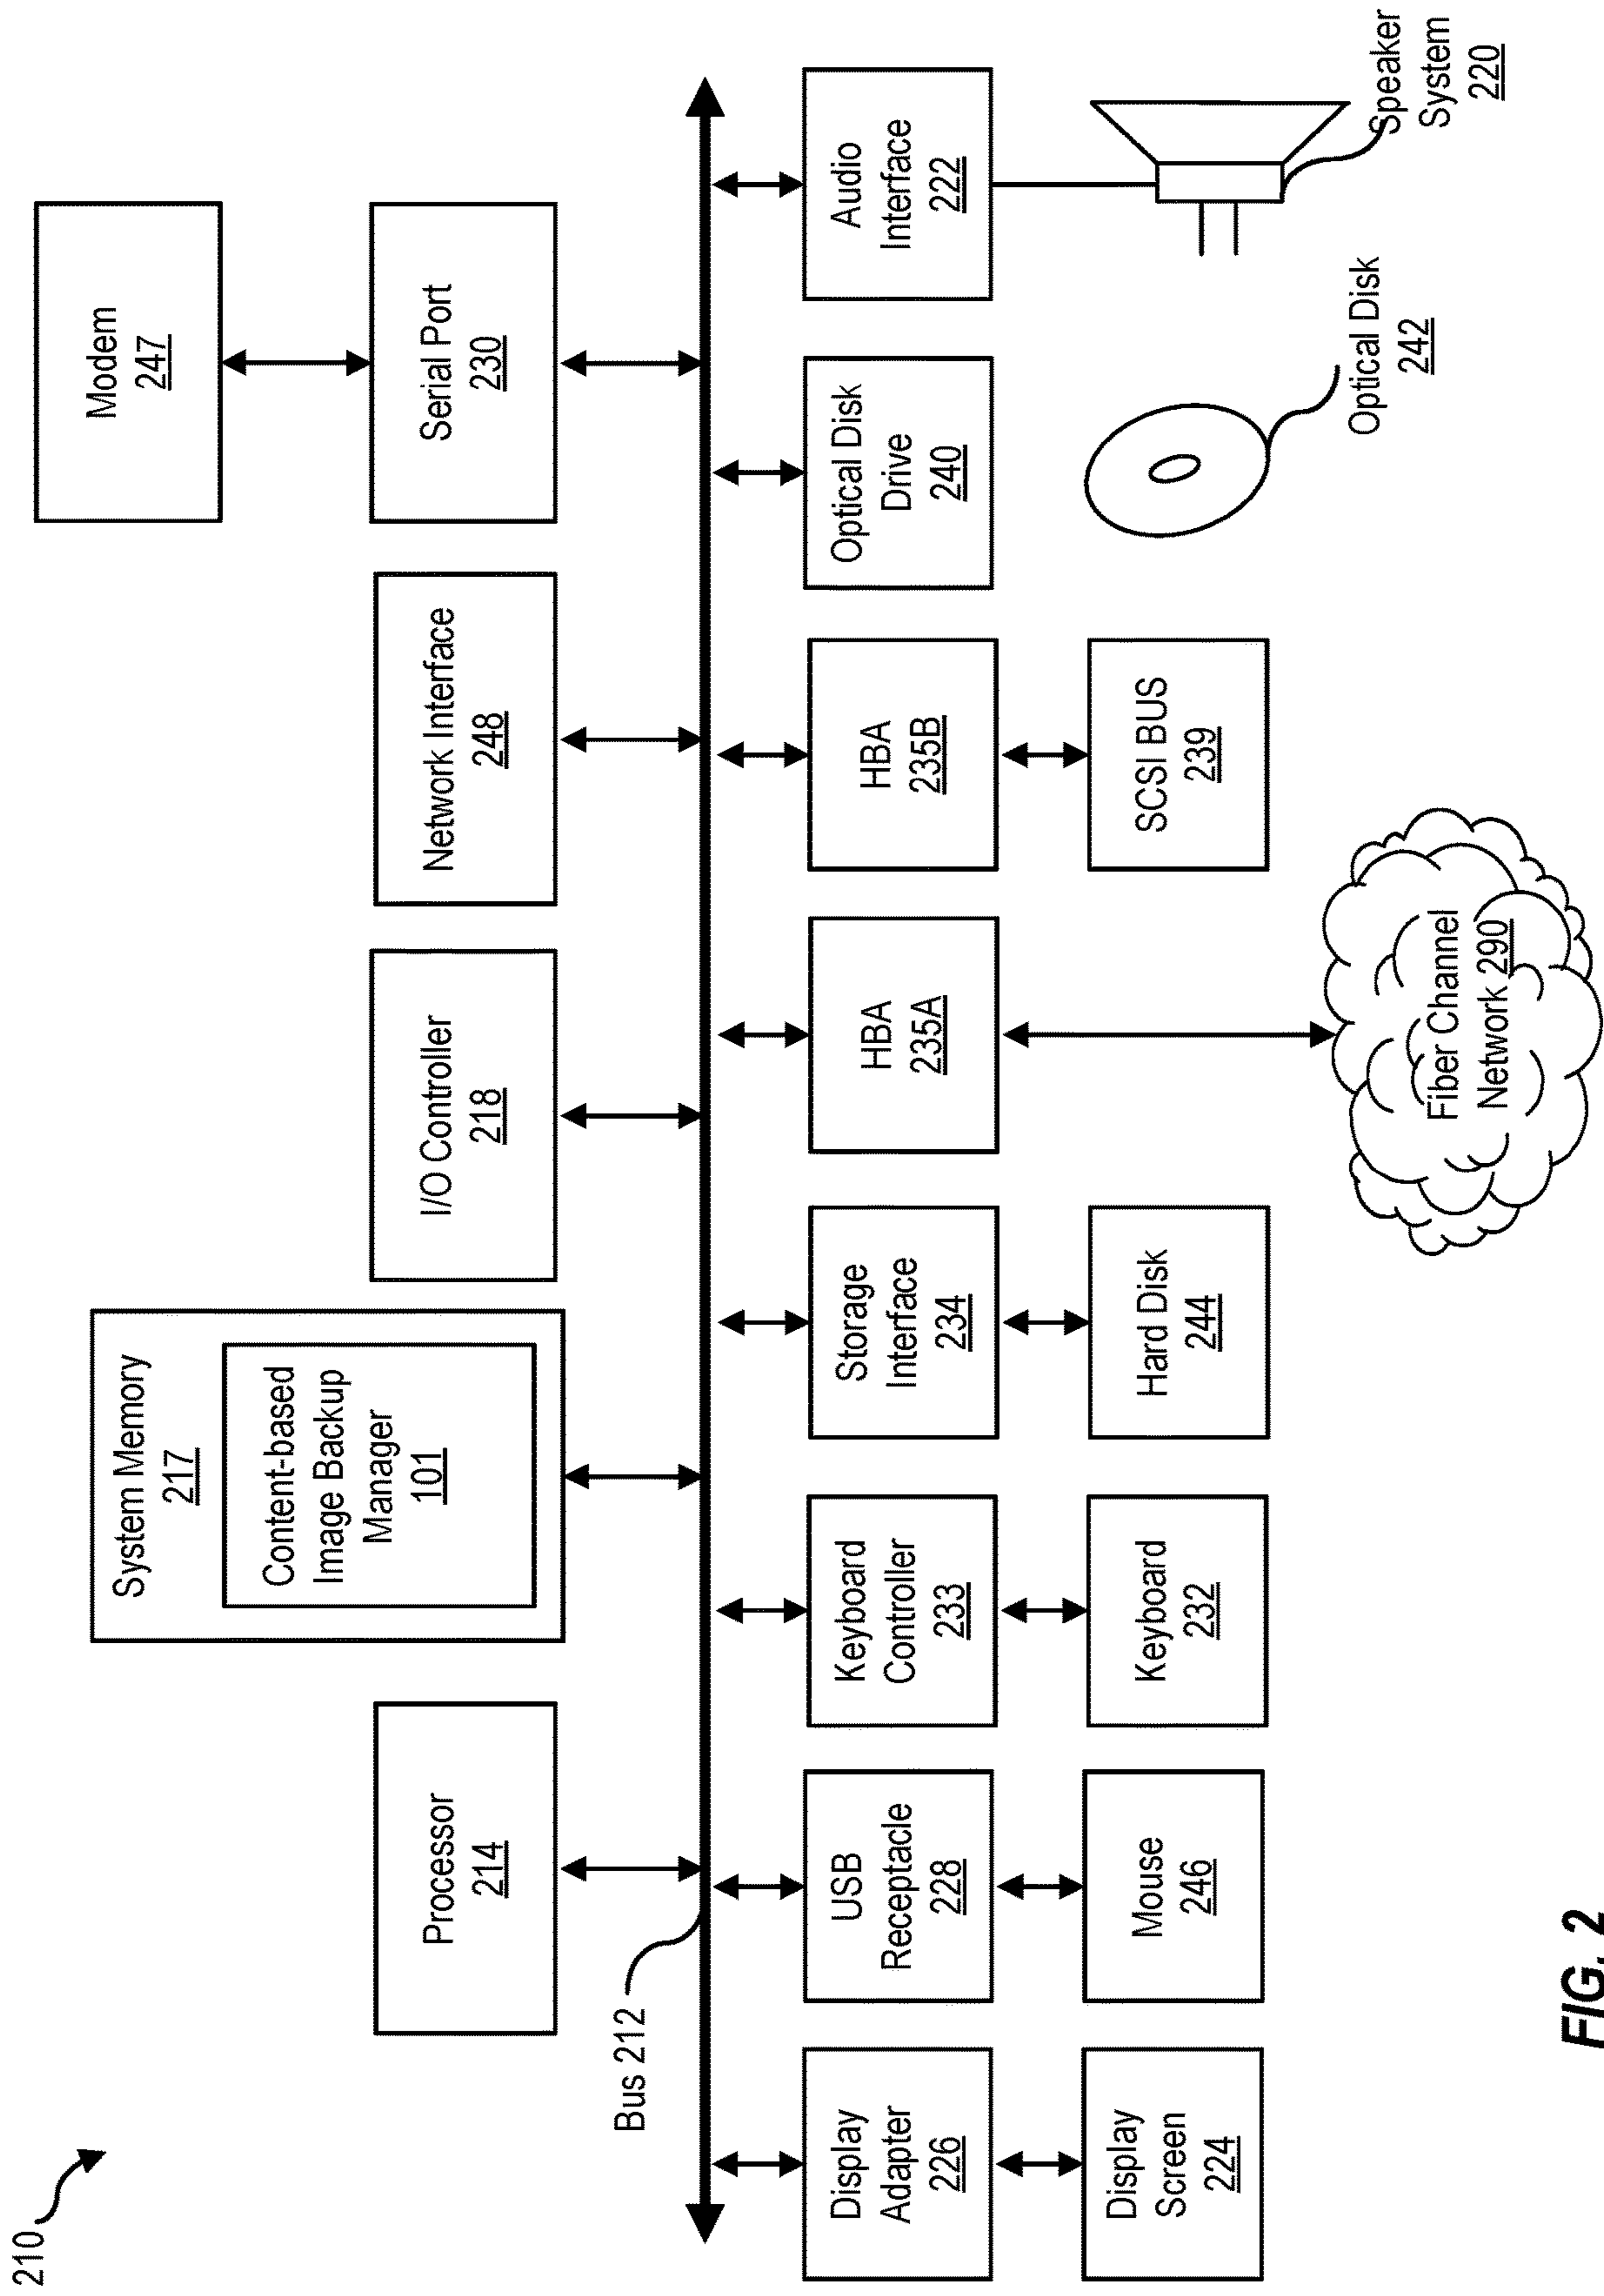 210
Processor
214
System Memory
217
Content-based
Image Backup
Manager
101
I/O Controller
218
Network Interface
248
Modem
247
Serial Port
230
Bus 212
Display
Adapter
226
USB
Receptacle
228
Keyboard
Controller
233
Storage
Interface
234
HBA
235A
HBA
235B
Optical Disk
Drive
240
Audio
Interface
222
Display
Screen
224
Mouse
246
Keyboard
232
Hard Disk
244
Fiber Channel
Network 290
SCSI BUS
239
Optical Disk
242
Speaker
System
220
FIG. 2